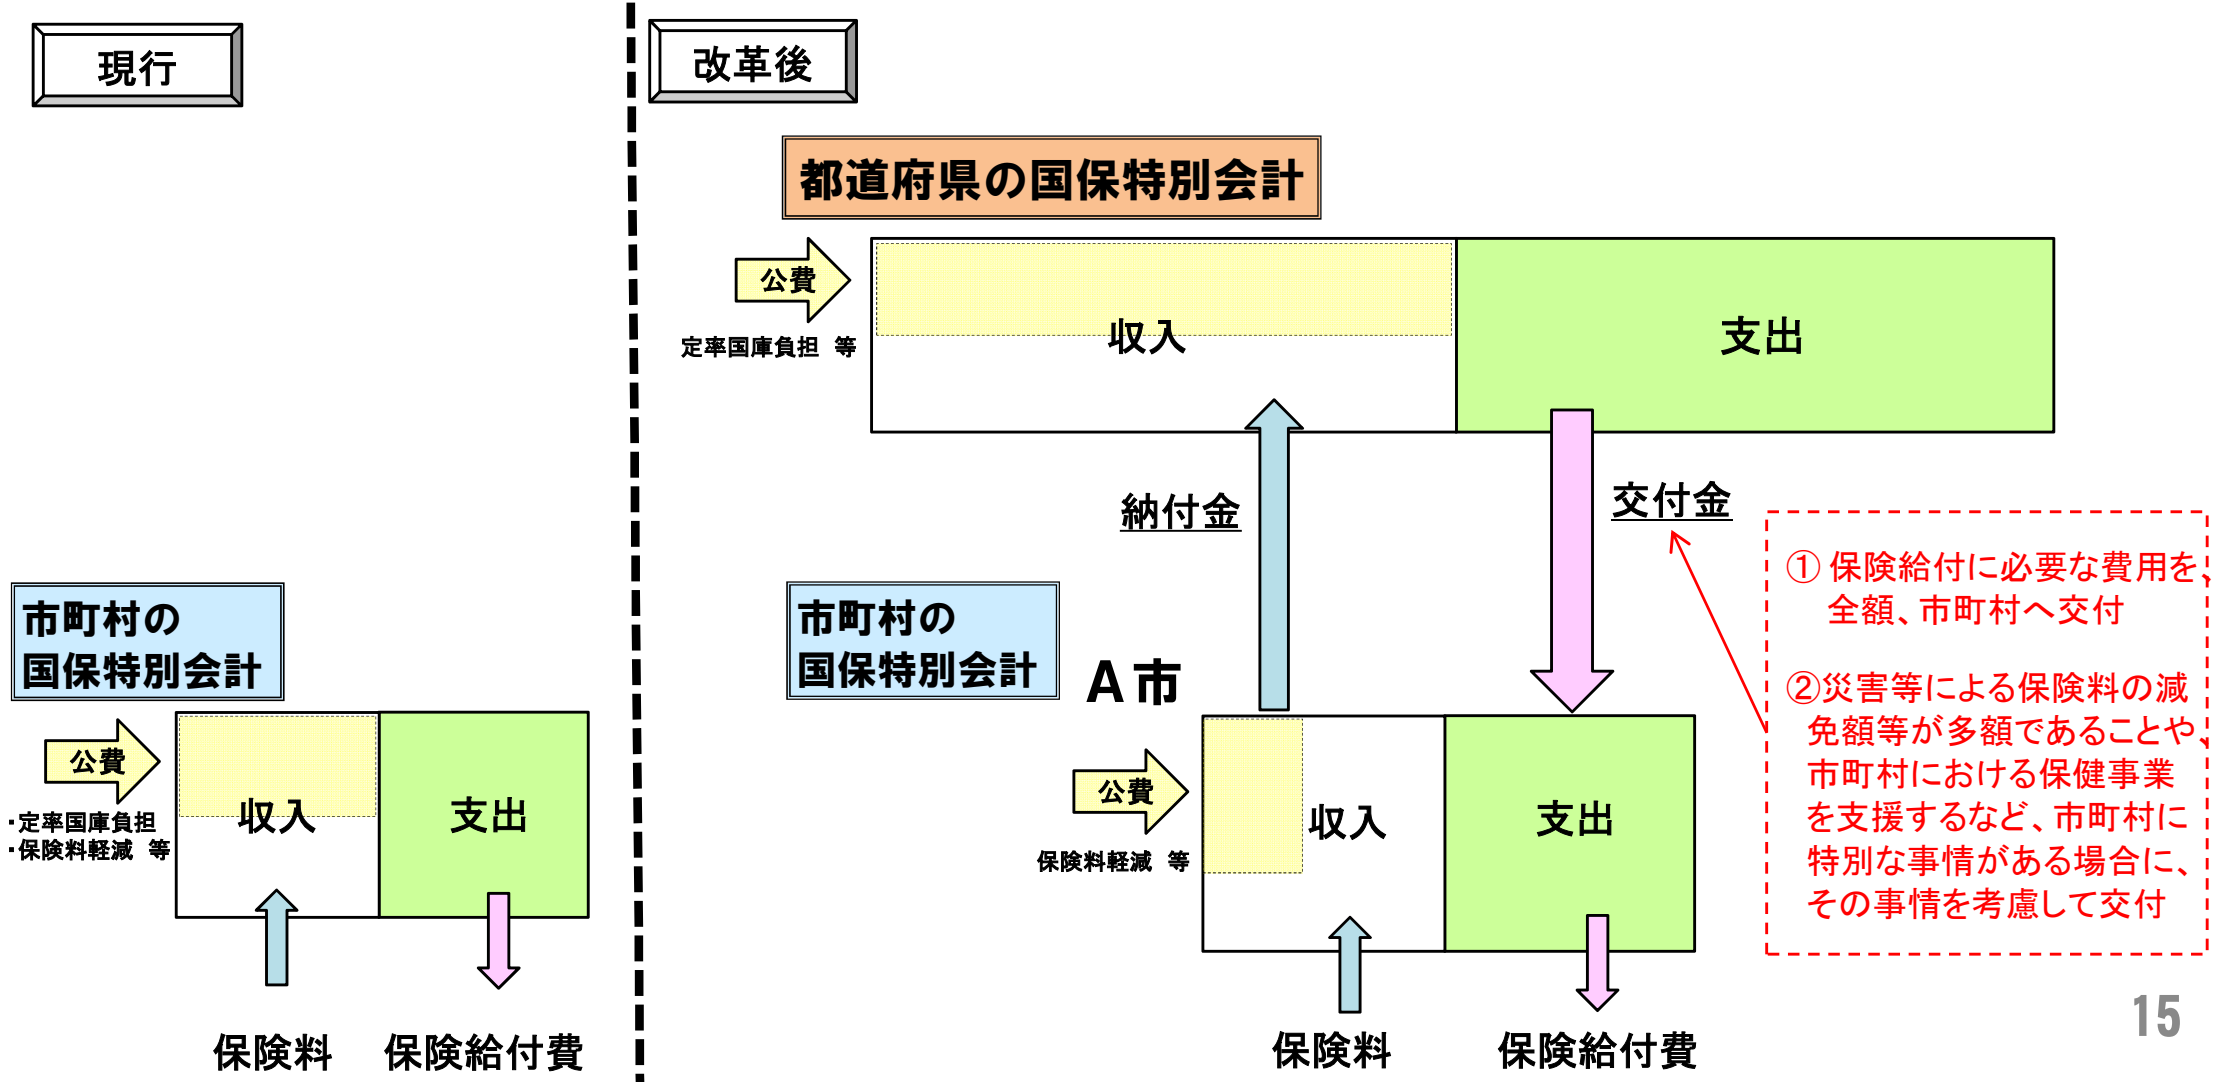 現行
市町村の
国保特別会計
公費
・定率国庫負担
・保険料軽減 等
収入
支出
保険料
保険給付費
改革後
都道府県の国保特別会計
公費
定率国庫負担 等
収入
支出
納付金
交付金
市町村の
国保特別会計
A市
公費
保険料軽減 等
収入
支出
保険料
保険給付費
① 保険給付に必要な費用を、
全額、市町村へ交付
②災害等による保険料の減
免額等が多額であることや、
市町村における保健事業
を支援するなど、市町村に
特別な事情がある場合に、
その事情を考慮して交付
15